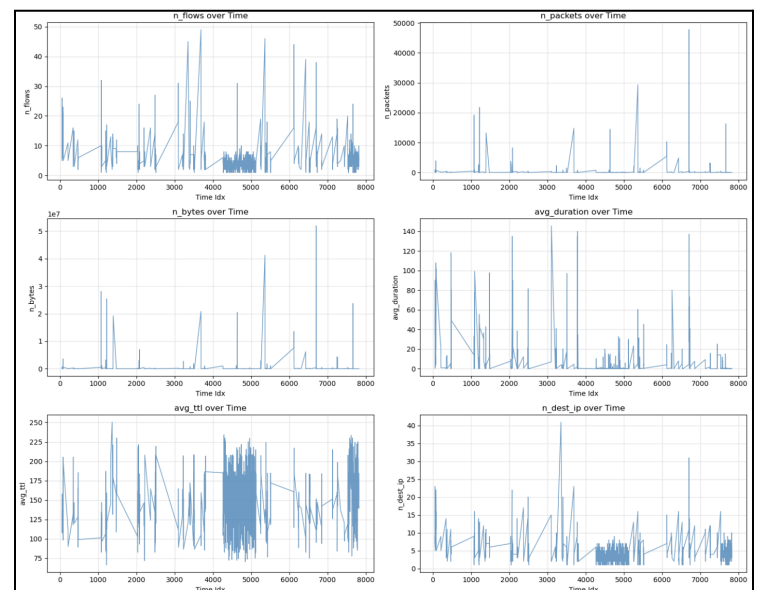 n_flows over Time
n_flows
50
40
30
20
10
0
0 1000 2000 3000 4000 5000 6000 7000 8000
Time Idx
n_packets over Time
n_packets
50000
40000
30000
20000
10000
0
0 1000 2000 3000 4000 5000 6000 7000 8000
Time Idx
n_bytes over Time
1e7
n_bytes
5
4
3
2
1
0
0 1000 2000 3000 4000 5000 6000 7000 8000
Time Idx
avg_duration over Time
avg_duration
140
120
100
80
60
40
20
0
0 1000 2000 3000 4000 5000 6000 7000 8000
Time Idx
avg_ttl over Time
avg_ttl
250
225
200
175
150
125
100
75
0 1000 2000 3000 4000 5000 6000 7000 8000
Time Idx
n_dest_ip over Time
n_dest_ip
40
35
30
25
20
15
10
5
0
0 1000 2000 3000 4000 5000 6000 7000 8000
Time Idx